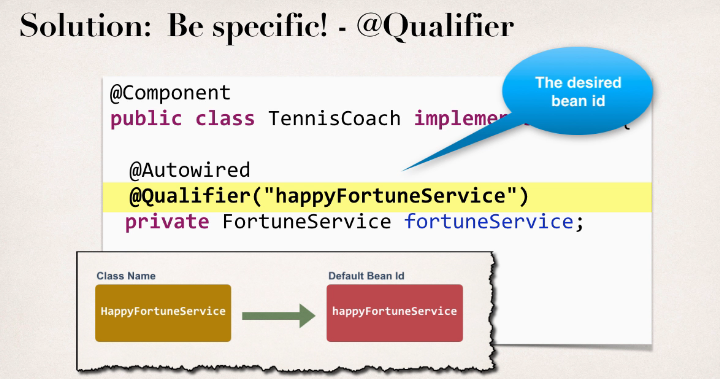 Solution: Be specific! - @Qualifier
The desired
bean id
@Component
public class TennisCoach {
@Autowired
@Qualifier("happyFortuneService")
private FortuneService fortuneService;
Class Name
Default Bean Id
HappyFortuneService
happyFortuneService